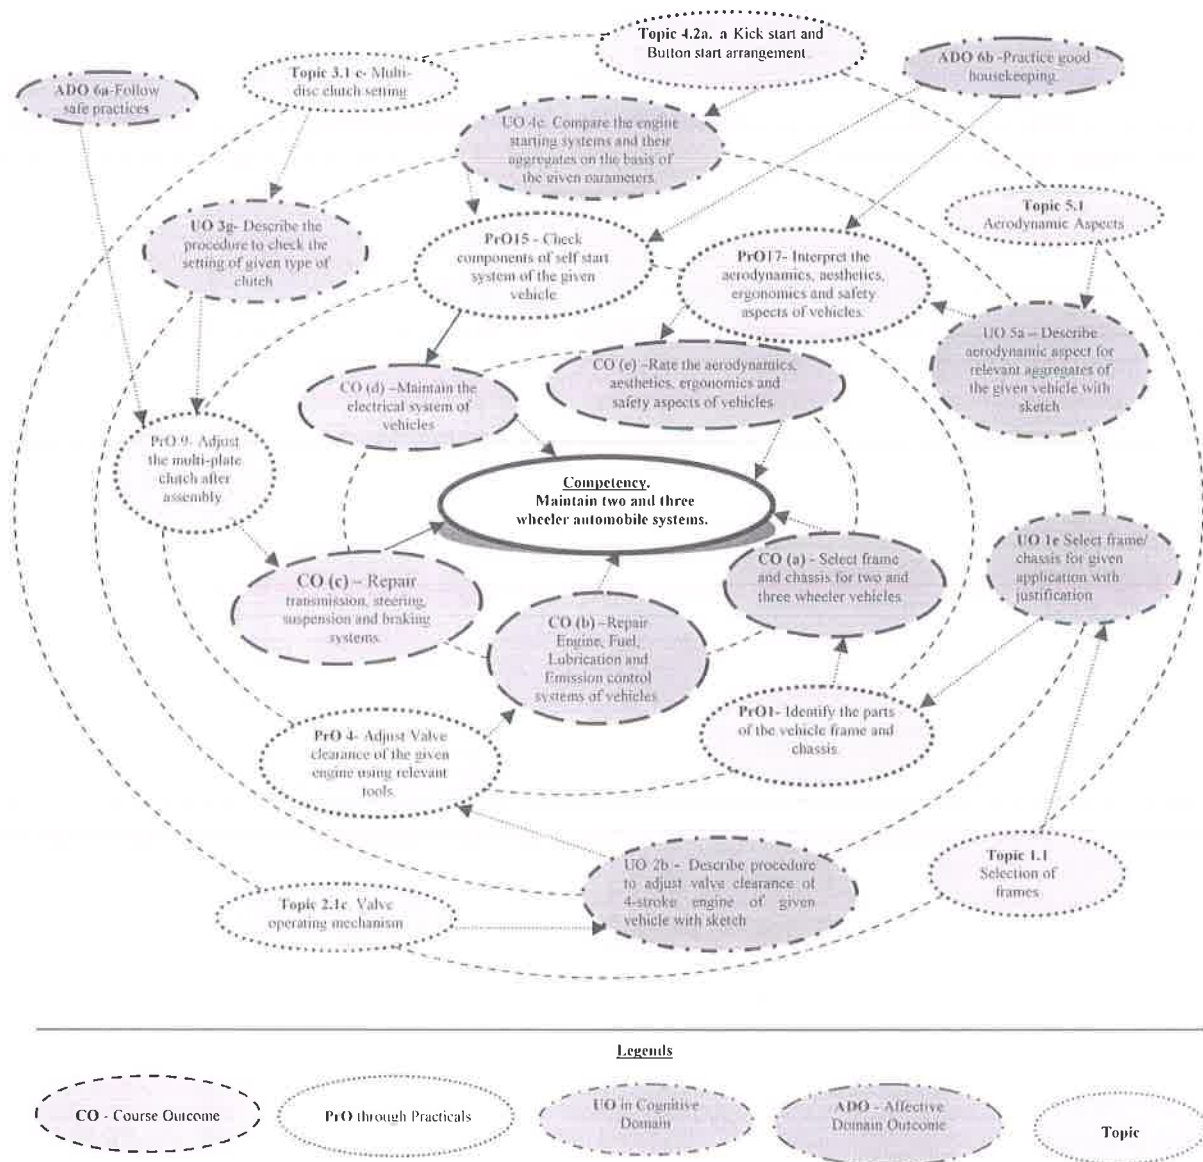 Topic 4.2a. a Kick start and
Button start arrangement.
ADO 6b -Practice good
housekeeping.
Topic 3.1 c- Multi-
disc clutch setting
ADO 6a-Follow
safe practices
UO 4c. Compare the engine
starting systems and their
aggregates on the basis of
the given parameters
Topic 5.1
Aerodynamic Aspects
UO 3g- Describe the
procedure to check the
setting of given type of
clutch
PrO15 - Check
components of self start
system of the given
vehicle
PrO17- Interpret the
aerodynamics, aesthetics,
ergonomics and safety
aspects of vehicles.
UO 5a – Describe
aerodynamic aspect for
relevant aggregates of
the given vehicle with
sketch
CO (d) –Maintain the
electrical system of
vehicles
CO (e) –Rate the aerodynamics,
aesthetics, ergonomics and
safety aspects of vehicles
PrO 9- Adjust
the multi-plate
clutch after
assembly
Competency.
Maintain two and three
wheeler automobile systems.
UO 1e Select frame/
chassis for given
application with
justification
CO (c) – Repair
transmission, steering,
suspension and braking
systems.
CO (a) - Select frame
and chassis for two and
three wheeler vehicles
CO (b) –Repair
Engine, Fuel,
Lubrication and
Emission control
systems of vehicles
PrO1- Identify the parts
of the vehicle frame and
chassis.
PrO 4- Adjust Valve
clearance of the given
engine using relevant
tools.
UO 2b - Describe procedure
to adjust valve clearance of
4-stroke engine of given
vehicle with sketch
Topic 1.1
Selection of
frames
Topic 2.1c. Valve
operating mechanism
Legends
CO - Course Outcome
PrO through Practicals
UO in Cognitive
Domain
ADO - Affective
Domain Outcome
Topic